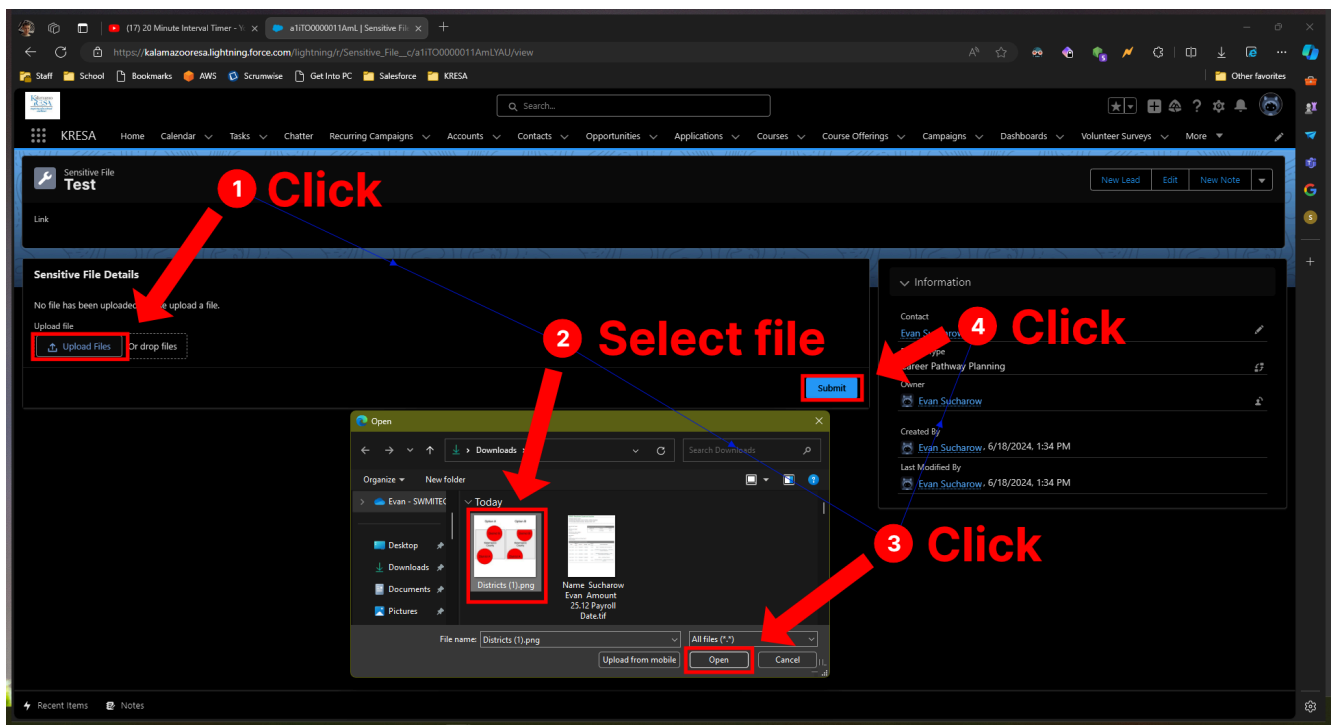 (17) 20 Minute Interval Timer -
a1iTO0000011AmL | Sensitive Fil
https://kalamazooresa.lightning.force.com/lightning/r/Sensitive_File__c/a1iTO0000011AmLYAU/view
Staff
School
Bookmarks
AWS
Scrumwise
Get Into PC
Salesforce
KRESA
Other favorites
Search...
KRESA
Home
Calendar
Tasks
Chatter
Recurring Campaigns
Accounts
Contacts
Opportunities
Applications
Courses
Course Offerings
Campaigns
Dashboards
Volunteer Surveys
More
Sensitive File
Test
New Lead
Edit
New Note
1 Click
Link
Sensitive File Details
No file has been uploaded
e upload a file.
Upload file
Upload Files
Or drop files
2 Select file
Submit
Information
Contact
Evan
4 Click
Career Pathway Planning
Owner
Evan Sucharow
Created By
Evan Sucharow, 6/18/2024, 1:34 PM
Last Modified By
Evan Sucharow, 6/18/2024, 1:34 PM
Open
Downloads
Search Downloads
Organize
New folder
Evan - SWMITEC
Today
Desktop
Downloads
Documents
Pictures
Districts (1).png
Name Sucharow
Evan Amount
25.12 Payroll
Date.tif
3 Click
File name:
Districts (1).png
All files (*.*)
Upload from mobile
Open
Cancel
Recent Items
Notes